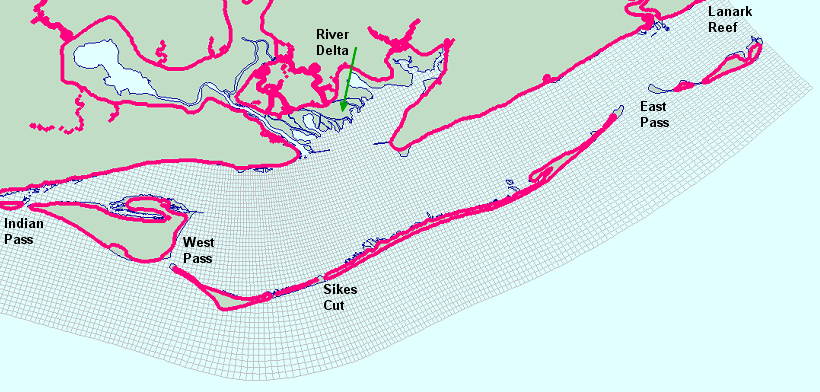 Lanark
Reef
River
Delta
East
Pass
Indian
Pass
West
Pass
Sikes
Cut